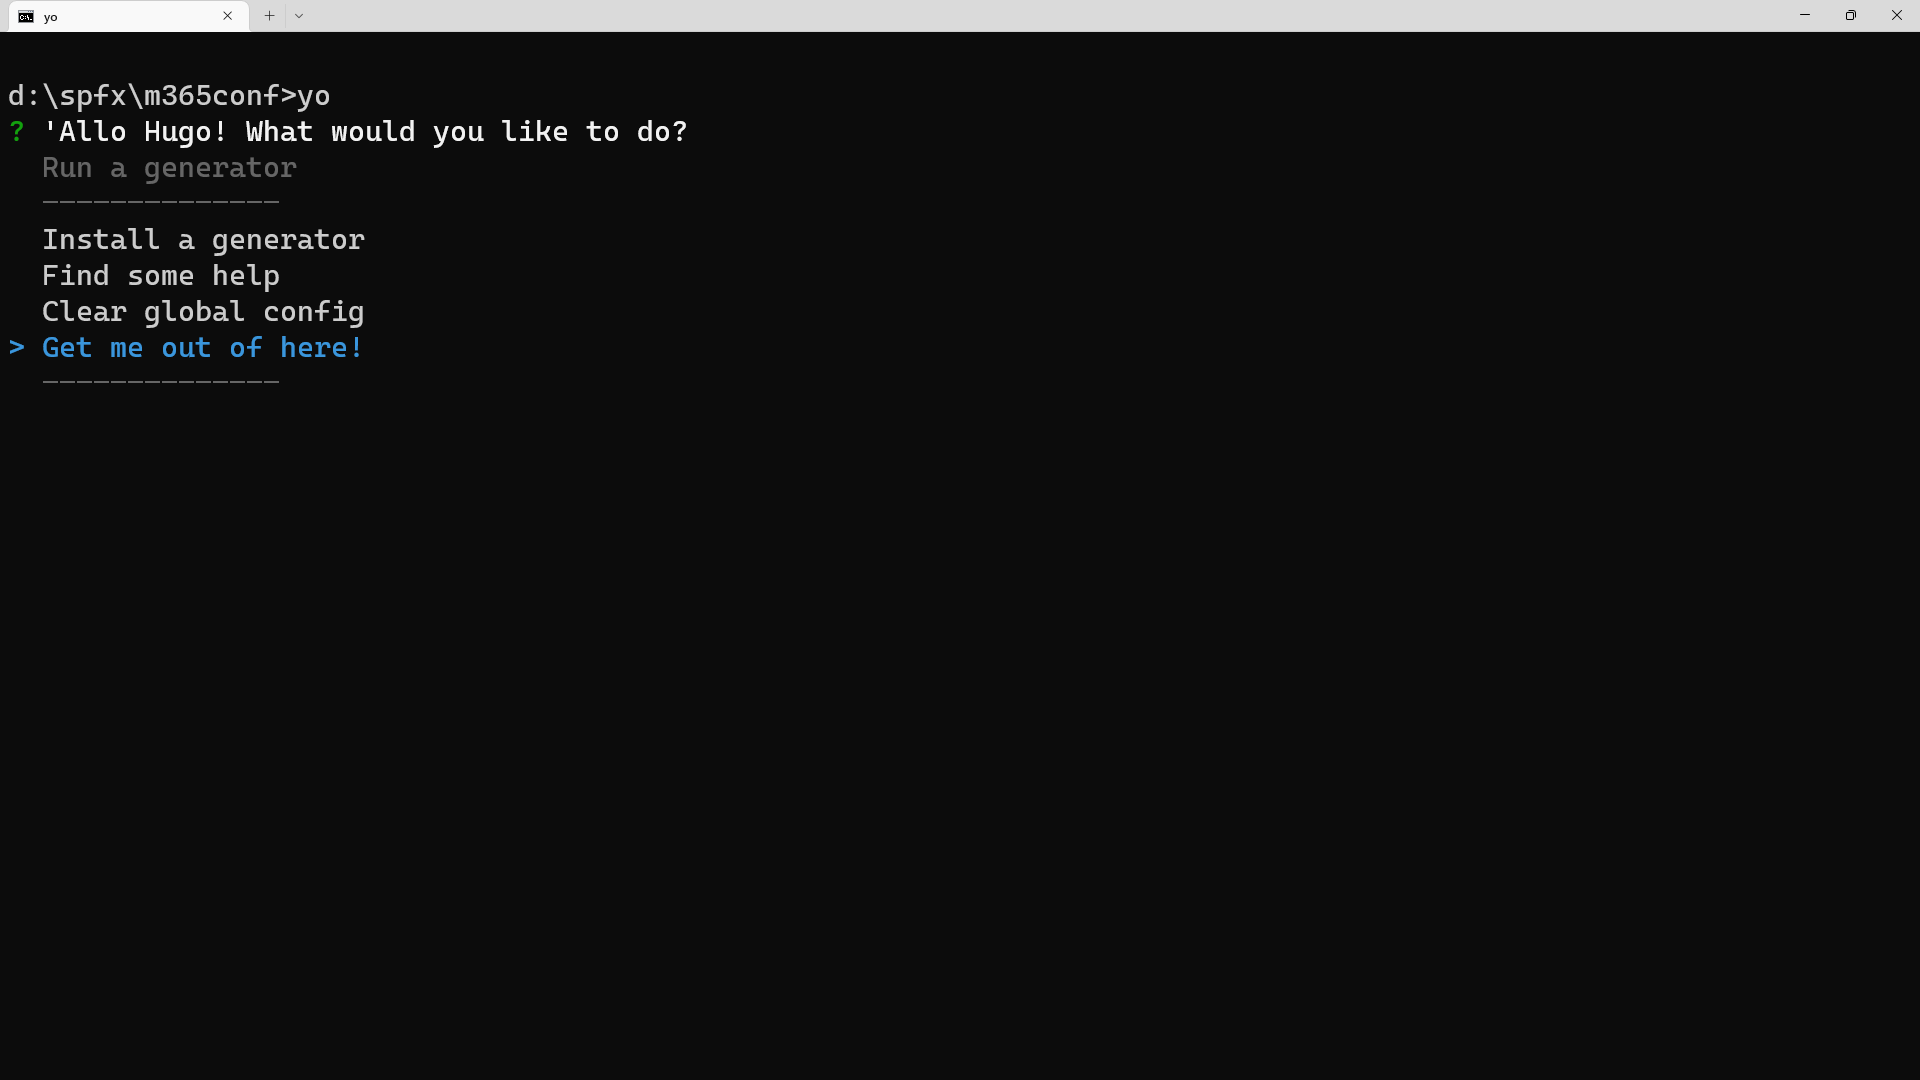 yo
d:\spfx\m365conf>yo
? 'Allo Hugo! What would you like to do?
Run a generator
──────────────
Install a generator
Find some help
Clear global config
> Get me out of here!
──────────────